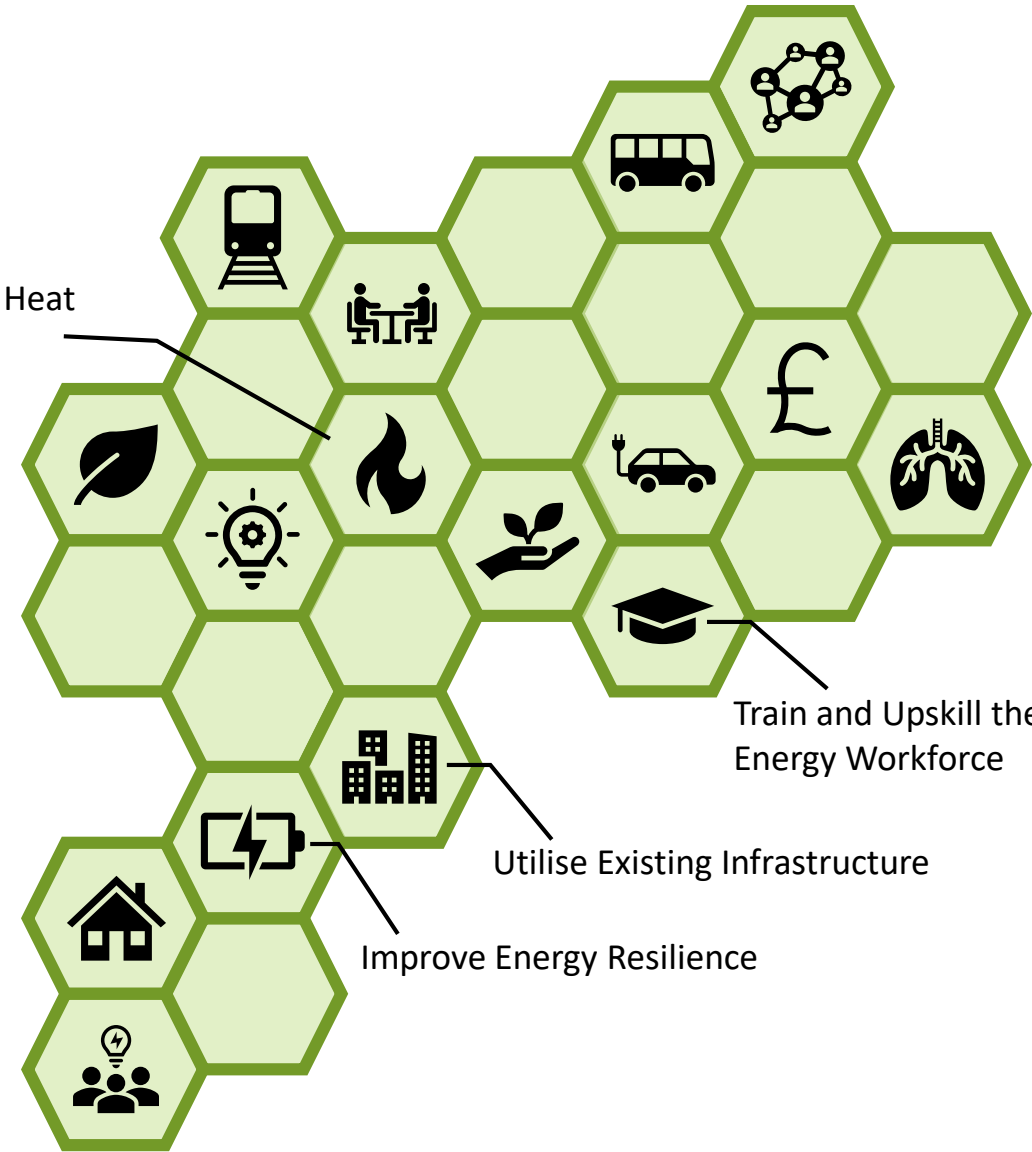 Heat
£
Train and Upskill the
Energy Workforce
Utilise Existing Infrastructure
Improve Energy Resilience